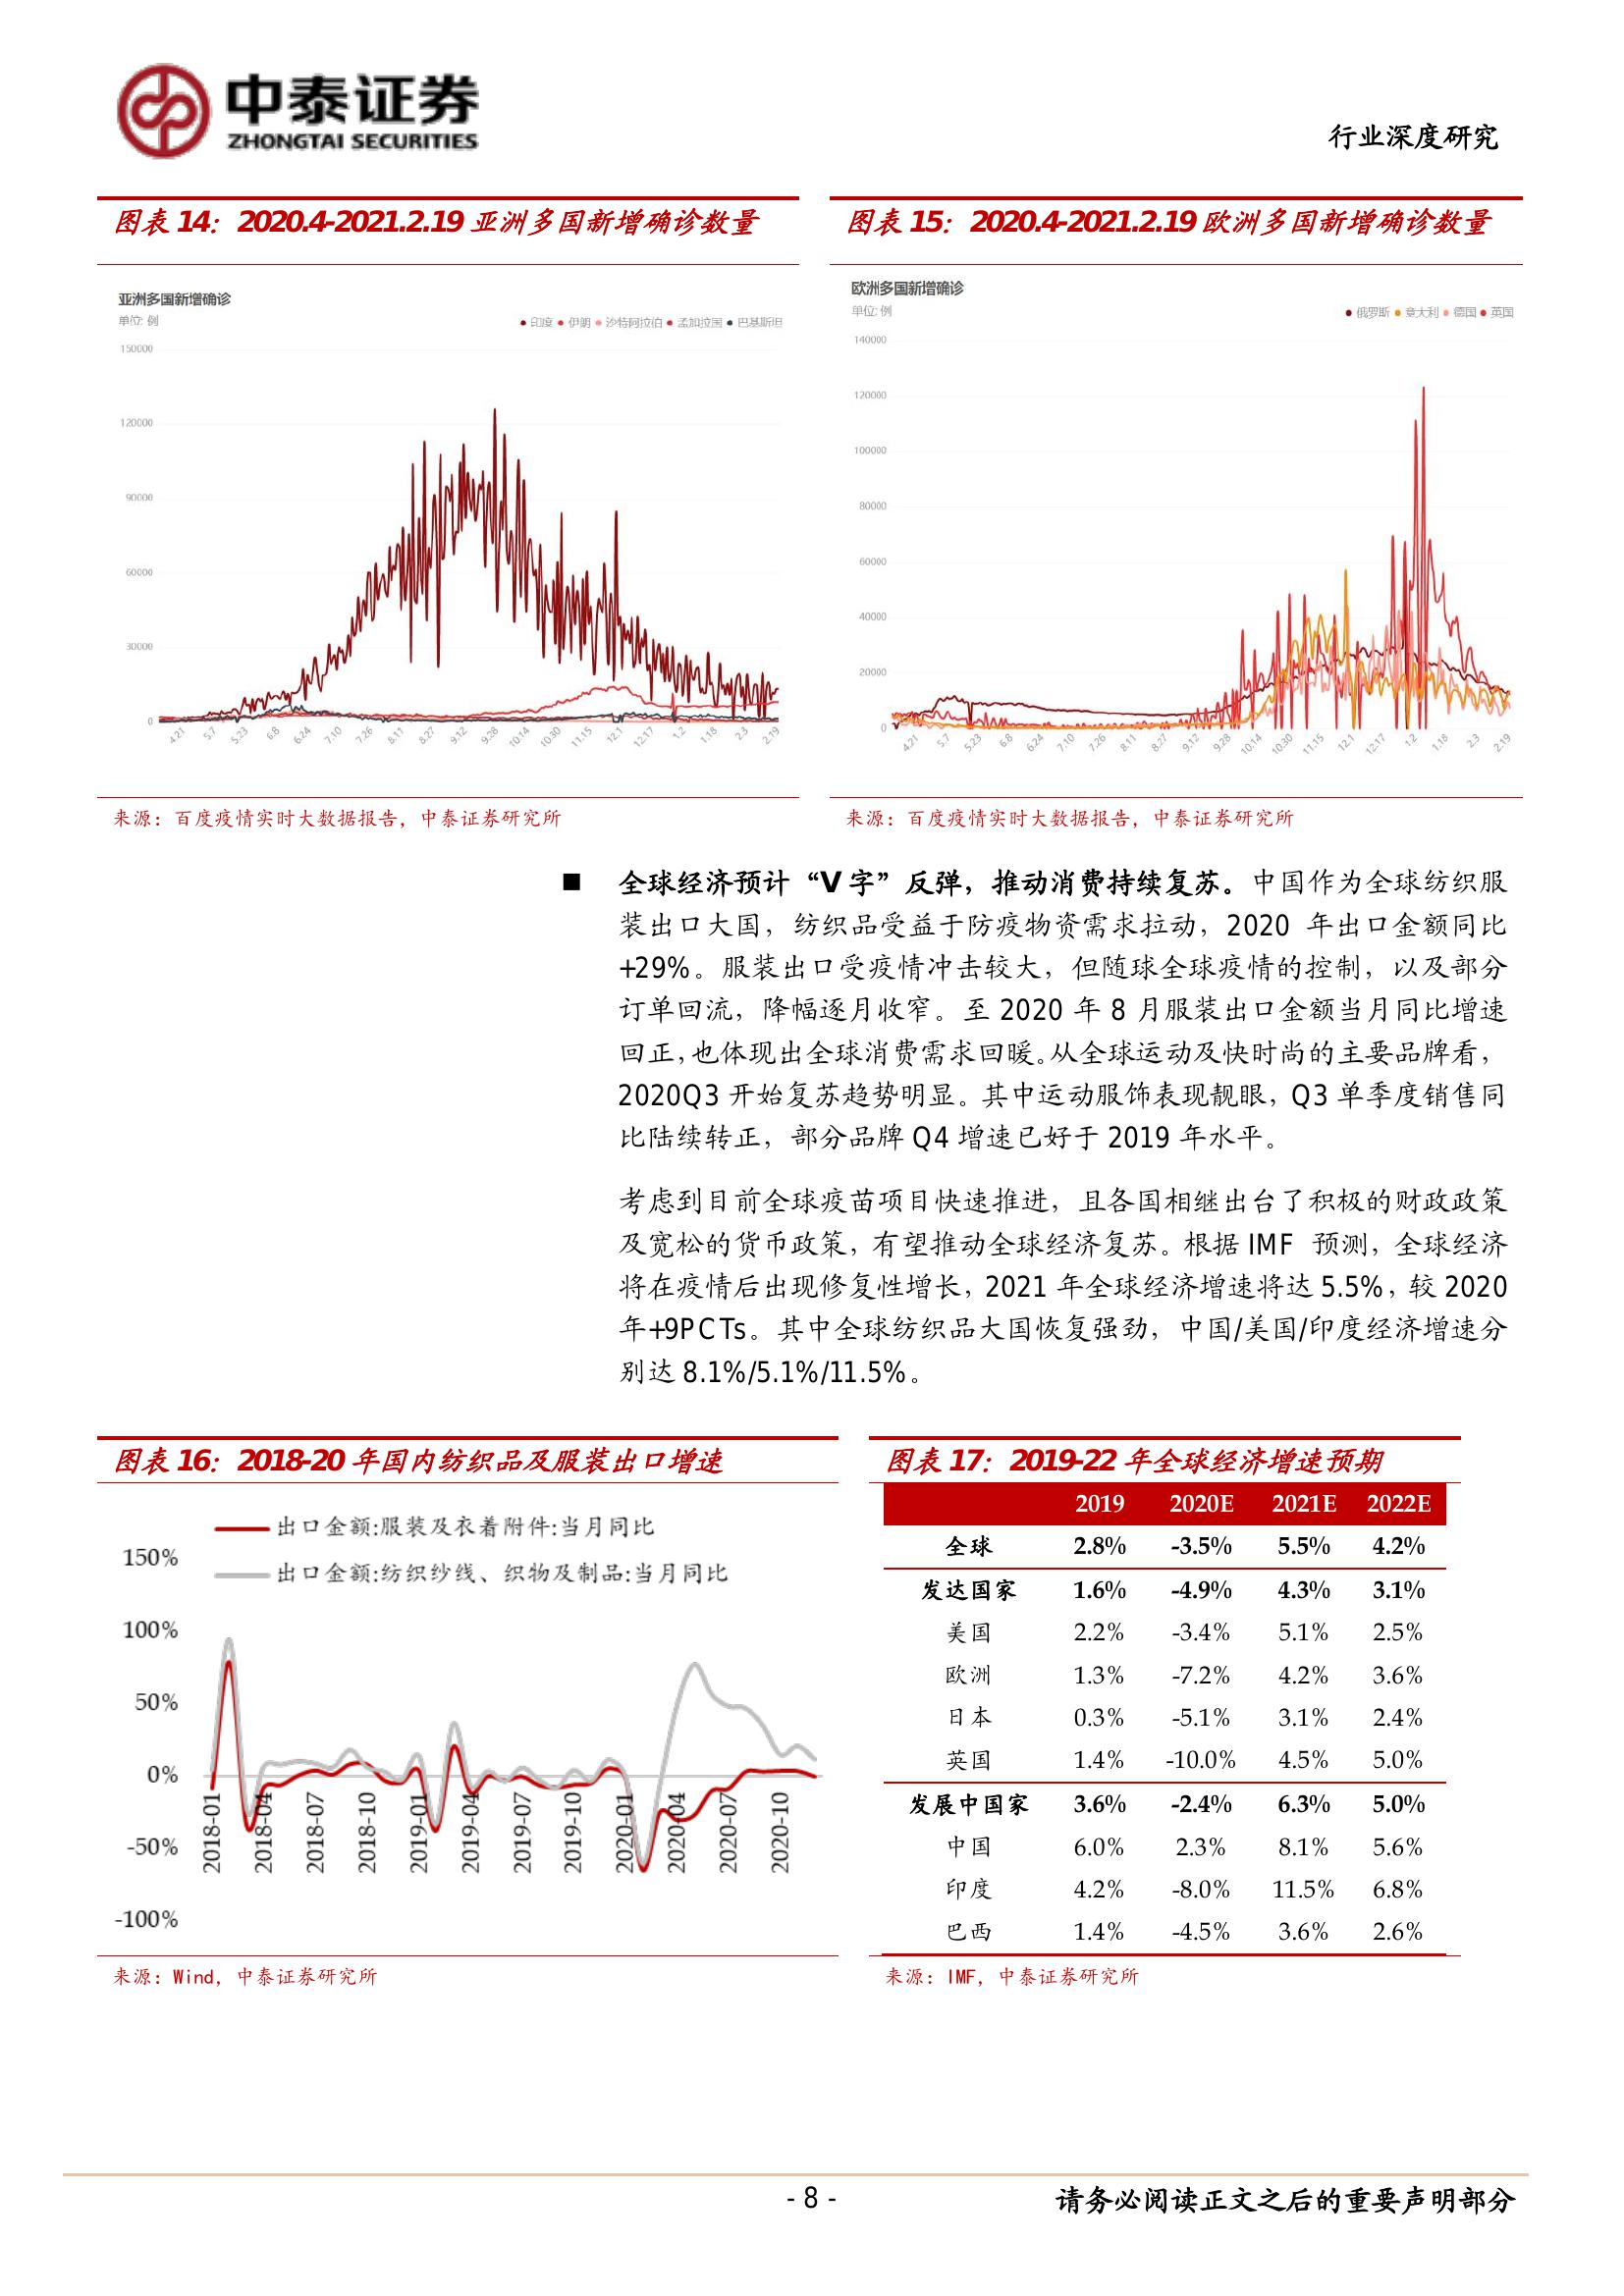 中泰证券
ZHONGTAI SECURITIES
行业深度研究
图表 14：2020.4-2021.2.19 亚洲多国新增确诊数量
亚洲多国新增确诊
单位: 例
印度 伊朗 沙特阿拉伯 孟加拉国 巴基斯坦
150000
120000
90000
60000
30000
0
4.21 5.7 5.23 6.8 6.24 7.10 7.26 8.11 8.27 9.12 9.28 10.14 10.30 11.15 12.1 12.17 1.2 1.18 2.3 2.19
来源：百度疫情实时大数据报告，中泰证券研究所
图表 15：2020.4-2021.2.19 欧洲多国新增确诊数量
欧洲多国新增确诊
单位: 例
俄罗斯 意大利 德国 英国
140000
120000
100000
80000
60000
40000
20000
0
4.21 5.7 5.23 6.8 6.24 7.10 7.26 8.11 8.27 9.12 9.28 10.14 10.30 11.15 12.1 12.17 1.2 1.18 2.3 2.19
来源：百度疫情实时大数据报告，中泰证券研究所
■ 全球经济预计“V 字”反弹，推动消费持续复苏。中国作为全球纺织服
装出口大国，纺织品受益于防疫物资需求拉动，2020 年出口金额同比
+29%。服装出口受疫情冲击较大，但随球全球疫情的控制，以及部分
订单回流，降幅逐月收窄。至 2020 年 8 月服装出口金额当月同比增速
回正，也体现出全球消费需求回暖。从全球运动及快时尚的主要品牌看，
2020Q3 开始复苏趋势明显。其中运动服饰表现靓眼，Q3 单季度销售同
比陆续转正，部分品牌 Q4 增速已好于 2019 年水平。
考虑到目前全球疫苗项目快速推进，且各国相继出台了积极的财政政策
及宽松的货币政策，有望推动全球经济复苏。根据 IMF 预测，全球经济
将在疫情后出现修复性增长，2021 年全球经济增速将达 5.5%，较 2020
年+9PCTs。其中全球纺织品大国恢复强劲，中国/美国/印度经济增速分
别达 8.1%/5.1%/11.5%。
图表 16：2018-20 年国内纺织品及服装出口增速
出口金额:服装及衣着附件:当月同比
出口金额:纺织纱线、织物及制品:当月同比
150%
100%
50%
0%
-50%
-100%
2018-01 2018-04 2018-07 2018-10 2019-01 2019-04 2019-07 2019-10 2020-01 2020-04 2020-07 2020-10
来源：Wind，中泰证券研究所
图表 17：2019-22 年全球经济增速预期
2019 2020E 2021E 2022E
全球 2.8% -3.5% 5.5% 4.2%
发达国家 1.6% -4.9% 4.3% 3.1%
美国 2.2% -3.4% 5.1% 2.5%
欧洲 1.3% -7.2% 4.2% 3.6%
日本 0.3% -5.1% 3.1% 2.4%
英国 1.4% -10.0% 4.5% 5.0%
发展中国家 3.6% -2.4% 6.3% 5.0%
中国 6.0% 2.3% 8.1% 5.6%
印度 4.2% -8.0% 11.5% 6.8%
巴西 1.4% -4.5% 3.6% 2.6%
来源：IMF，中泰证券研究所
- 8 -
请务必阅读正文之后的重要声明部分